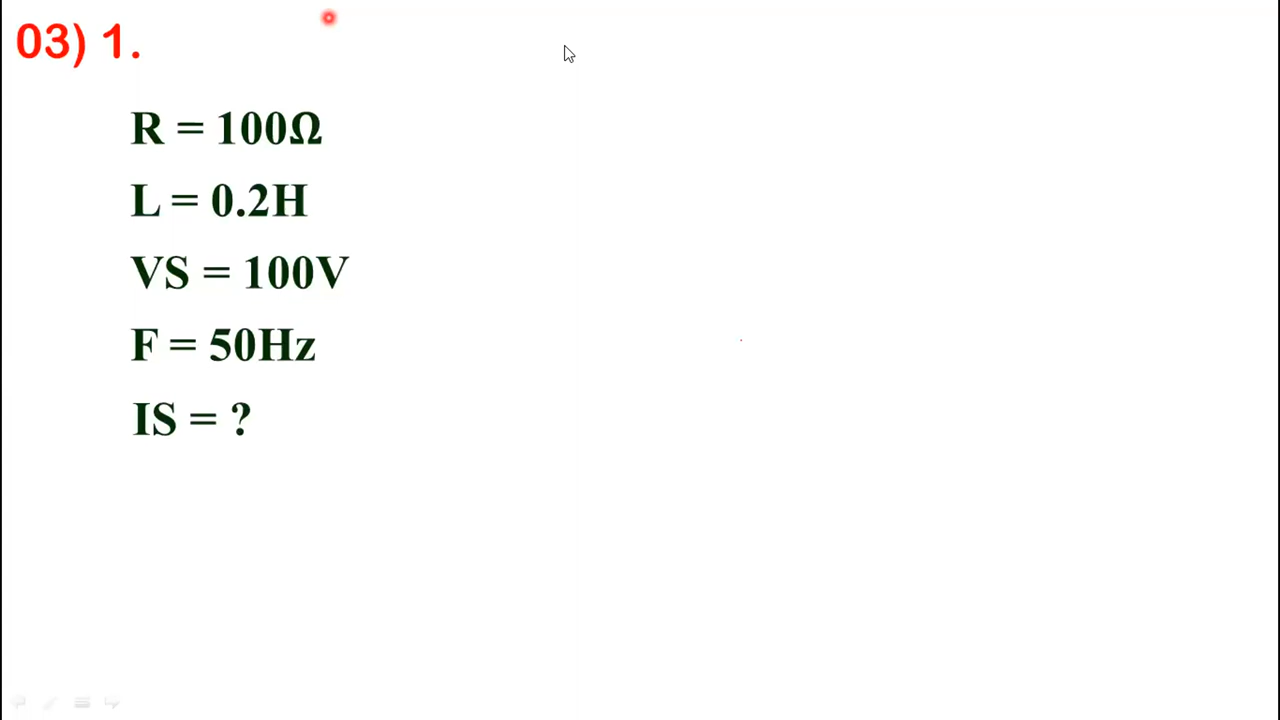 03) 1.
R = 100Ω
L = 0.2H
VS = 100V
F = 50Hz
IS = ?